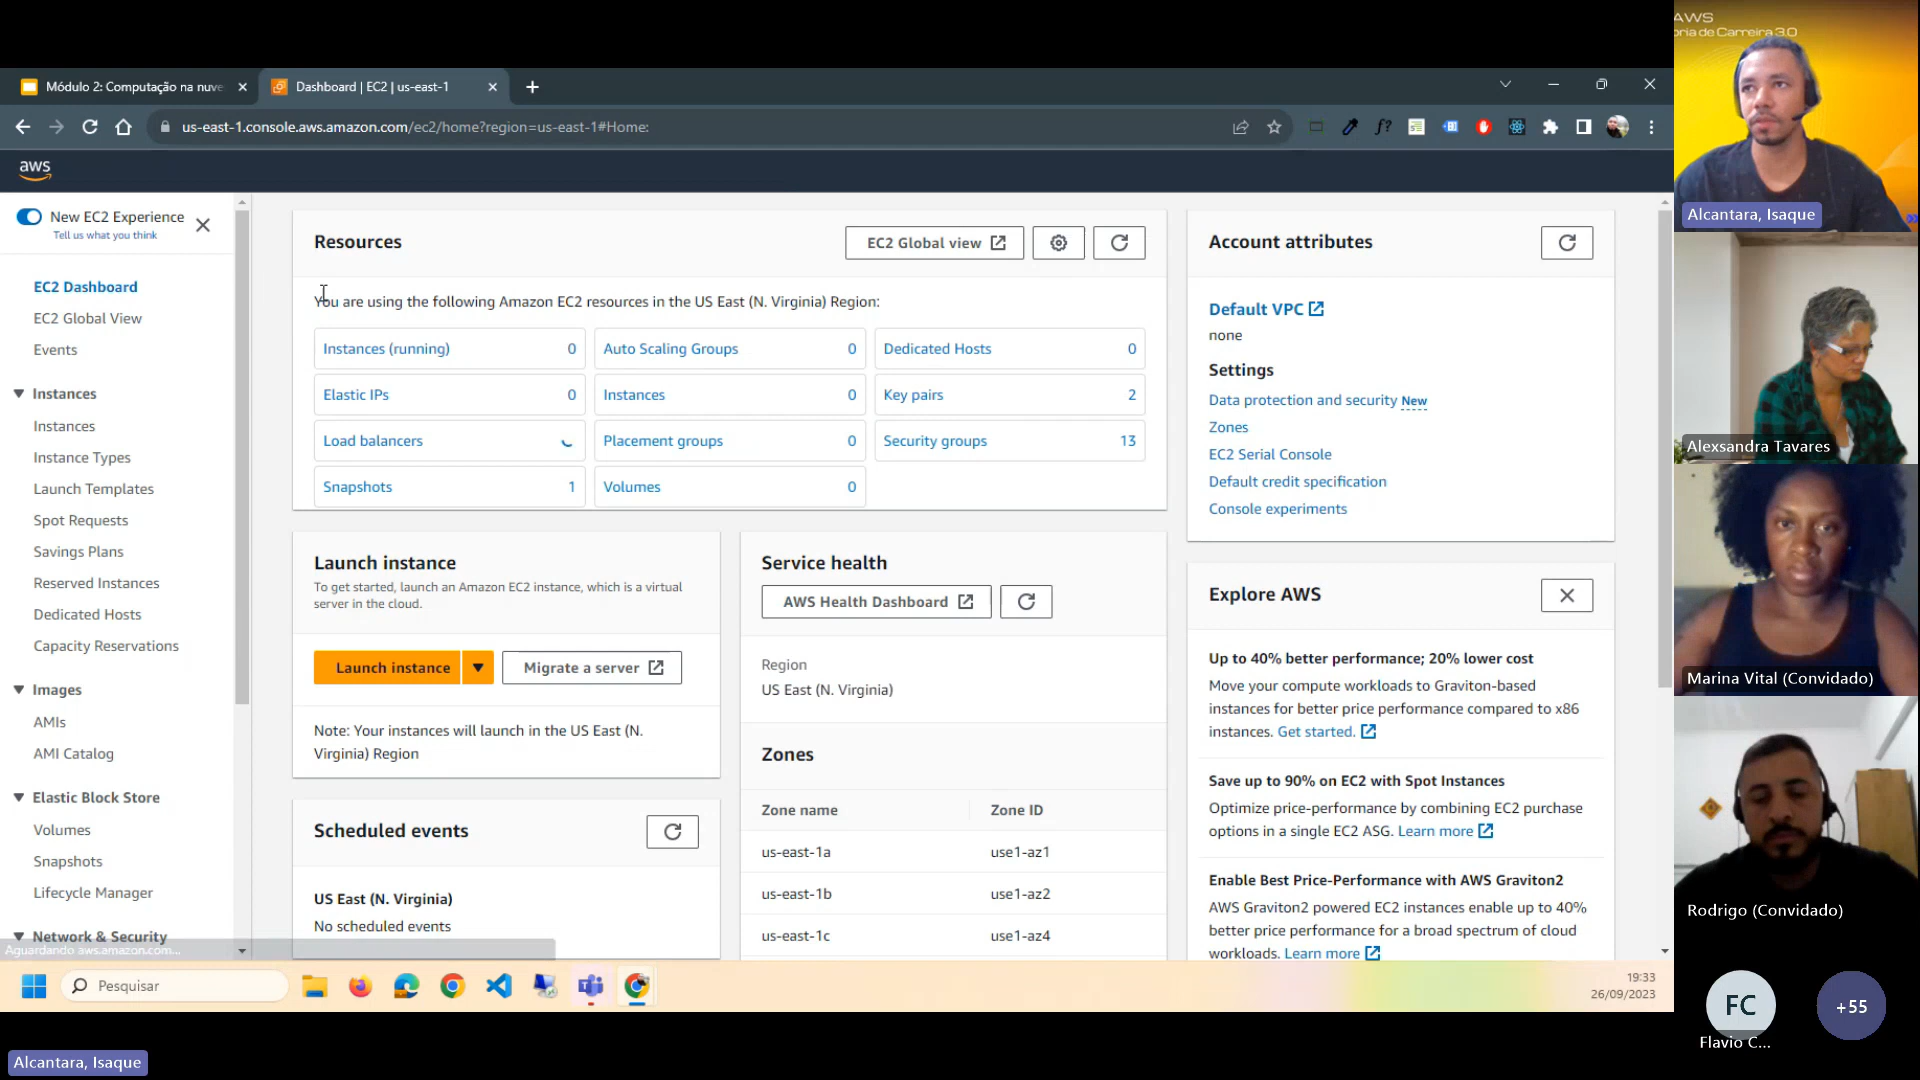 Módulo 2: Computação na nuve
Dashboard | EC2 | us-east-1
us-east-1.console.aws.amazon.com/ec2/home?region=us-east-1#Home:
aws
New EC2 Experience
Tell us what you think
EC2 Dashboard
EC2 Global View
Events
Instances
Instances
Instance Types
Launch Templates
Spot Requests
Savings Plans
Reserved Instances
Dedicated Hosts
Capacity Reservations
Images
AMIs
AMI Catalog
Elastic Block Store
Volumes
Snapshots
Lifecycle Manager
Network & Security
Aguardando aws.amazon.com...
Resources
EC2 Global view
You are using the following Amazon EC2 resources in the US East (N. Virginia) Region:
Instances (running) 0
Auto Scaling Groups 0
Dedicated Hosts 0
Elastic IPs 0
Instances 0
Key pairs 2
Load balancers
Placement groups 0
Security groups 13
Snapshots 1
Volumes 0
Launch instance
To get started, launch an Amazon EC2 instance, which is a virtual
server in the cloud.
Launch instance
Migrate a server
Note: Your instances will launch in the US East (N.
Virginia) Region
Scheduled events
US East (N. Virginia)
No scheduled events
Service health
AWS Health Dashboard
Region
US East (N. Virginia)
Zones
Zone name Zone ID
us-east-1a use1-az1
us-east-1b use1-az2
us-east-1c use1-az4
Account attributes
Default VPC
none
Settings
Data protection and security New
Zones
EC2 Serial Console
Default credit specification
Console experiments
Explore AWS
Up to 40% better performance; 20% lower cost
Move your compute workloads to Graviton-based
instances for better price performance compared to x86
instances. Get started.
Save up to 90% on EC2 with Spot Instances
Optimize price-performance by combining EC2 purchase
options in a single EC2 ASG. Learn more
Enable Best Price-Performance with AWS Graviton2
AWS Graviton2 powered EC2 instances enable up to 40%
better price performance for a broad spectrum of cloud
workloads. Learn more
Pesquisar
19:33
26/09/2023
Alcantara, Isaque
AWS
oria de Carreira 3.0
Alcantara, Isaque
Alexsandra Tavares
Marina Vital (Convidado)
Rodrigo (Convidado)
FC
Flavio C...
+55